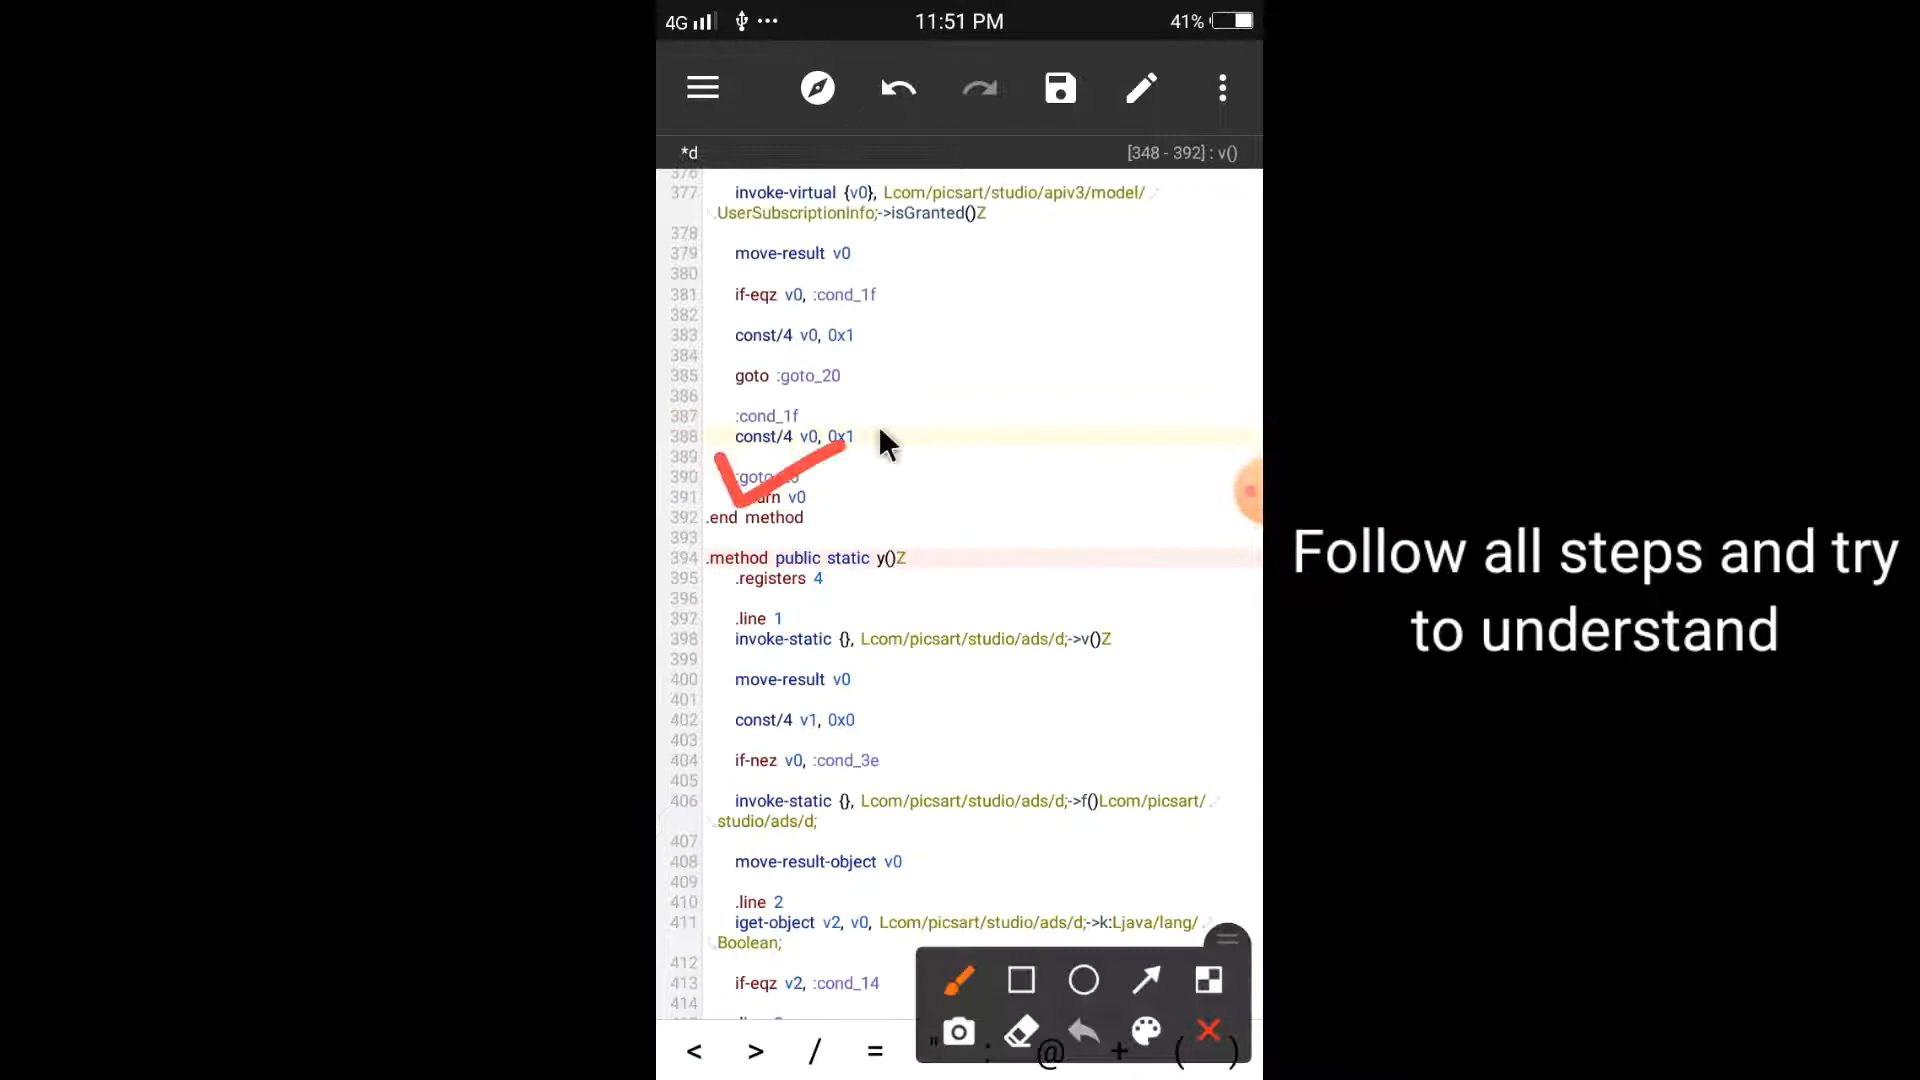 4G 11:51 PM 41%
*d [348 - 392] : v()
376
377 invoke-virtual {v0}, Lcom/picsart/studio/apiv3/model/
UserSubscriptionInfo;->isGranted()Z
378
379 move-result v0
380
381 if-eqz v0, :cond_1f
382
383 const/4 v0, 0x1
384
385 goto :goto_20
386
387 :cond_1f
388 const/4 v0, 0x1
389
390
391 v0
392 .end method
393
394 .method public static y()Z
395 .registers 4
396
397 .line 1
398 invoke-static {}, Lcom/picsart/studio/ads/d;->v()Z
399
400 move-result v0
401
402 const/4 v1, 0x0
403
404 if-nez v0, :cond_3e
405
406 invoke-static {}, Lcom/picsart/studio/ads/d;->f()Lcom/picsart/
studio/ads/d;
407
408 move-result-object v0
409
410 .line 2
411 iget-object v2, v0, Lcom/picsart/studio/ads/d;->k:Ljava/lang/
Boolean;
412
413 if-eqz v2, :cond_14
414
< > / = " : @ + ( )
Follow all steps and try
to understand